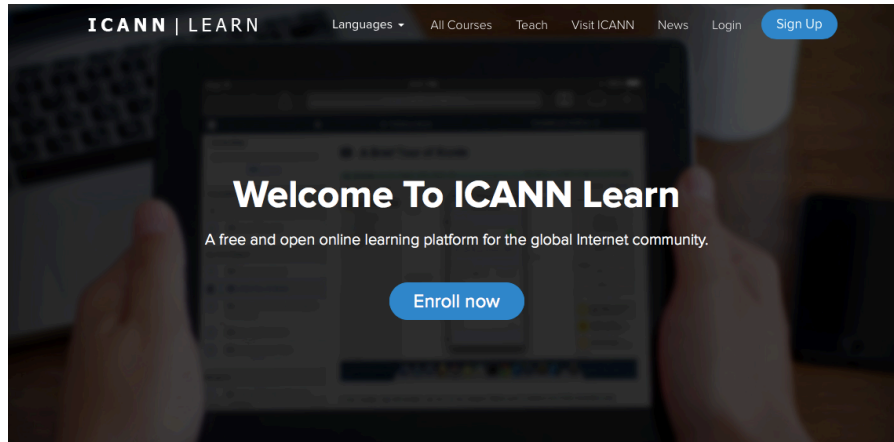 ICANN | LEARN
Languages
All Courses
Teach
Visit ICANN
News
Login
Sign Up
Welcome To ICANN Learn
A free and open online learning platform for the global Internet community.
Enroll now